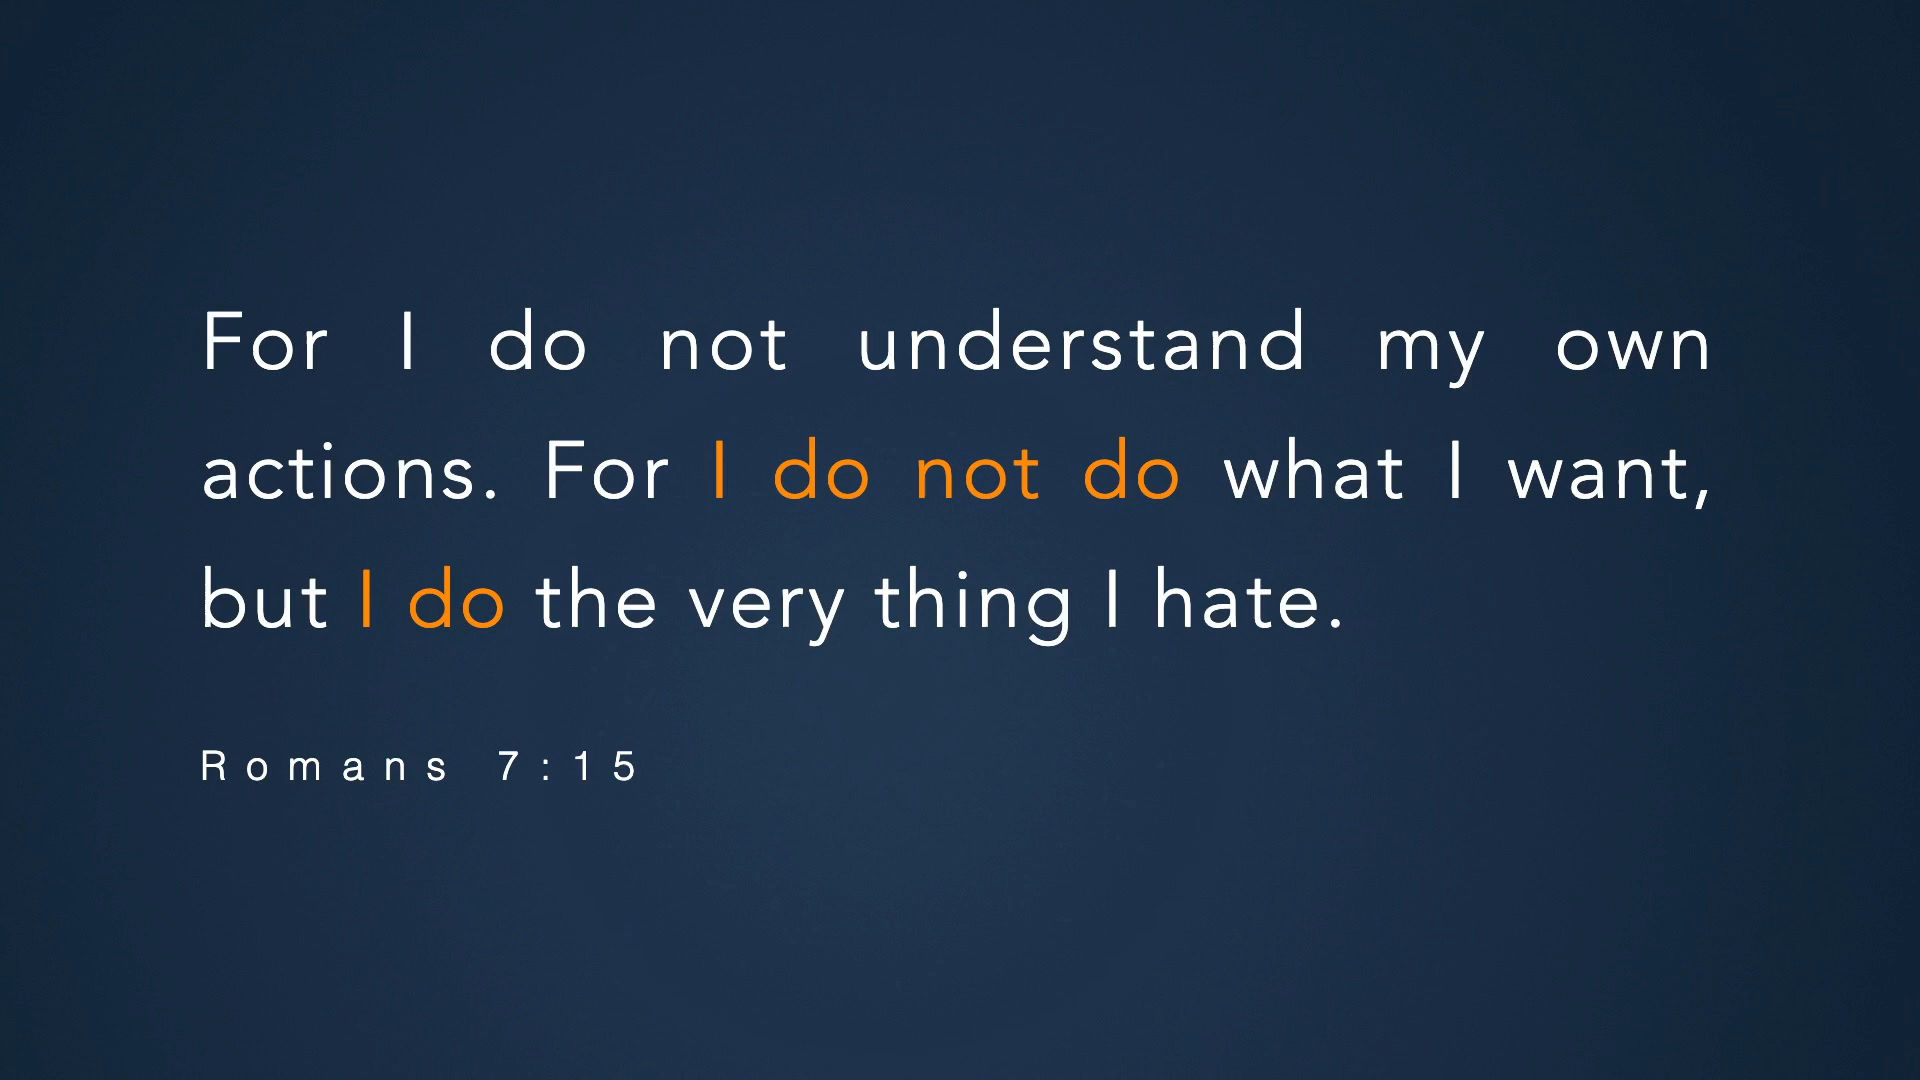 For I do not understand my own
actions. For I do not do what I want,
but I do the very thing I hate.
Romans 7:15